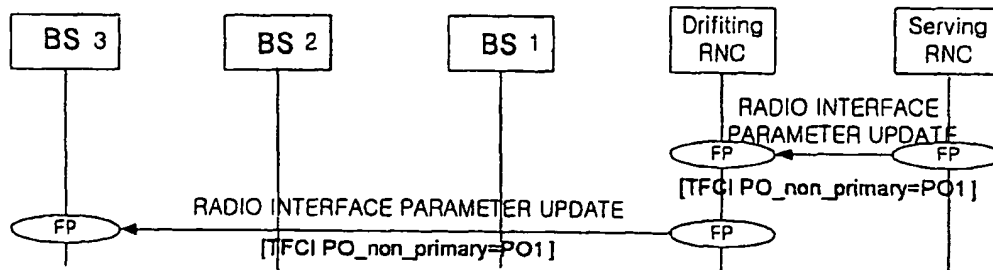 BS 3
BS 2
BS 1
Drifiting
RNC
Serving
RNC
RADIO INTERFACE
PARAMETER UPDATE
FP
FP
[TFCI PO_non_primary=PO1]
RADIO INTERFACE PARAMETER UPDATE
FP
FP
[TFCI PO_non_primary=PO1]